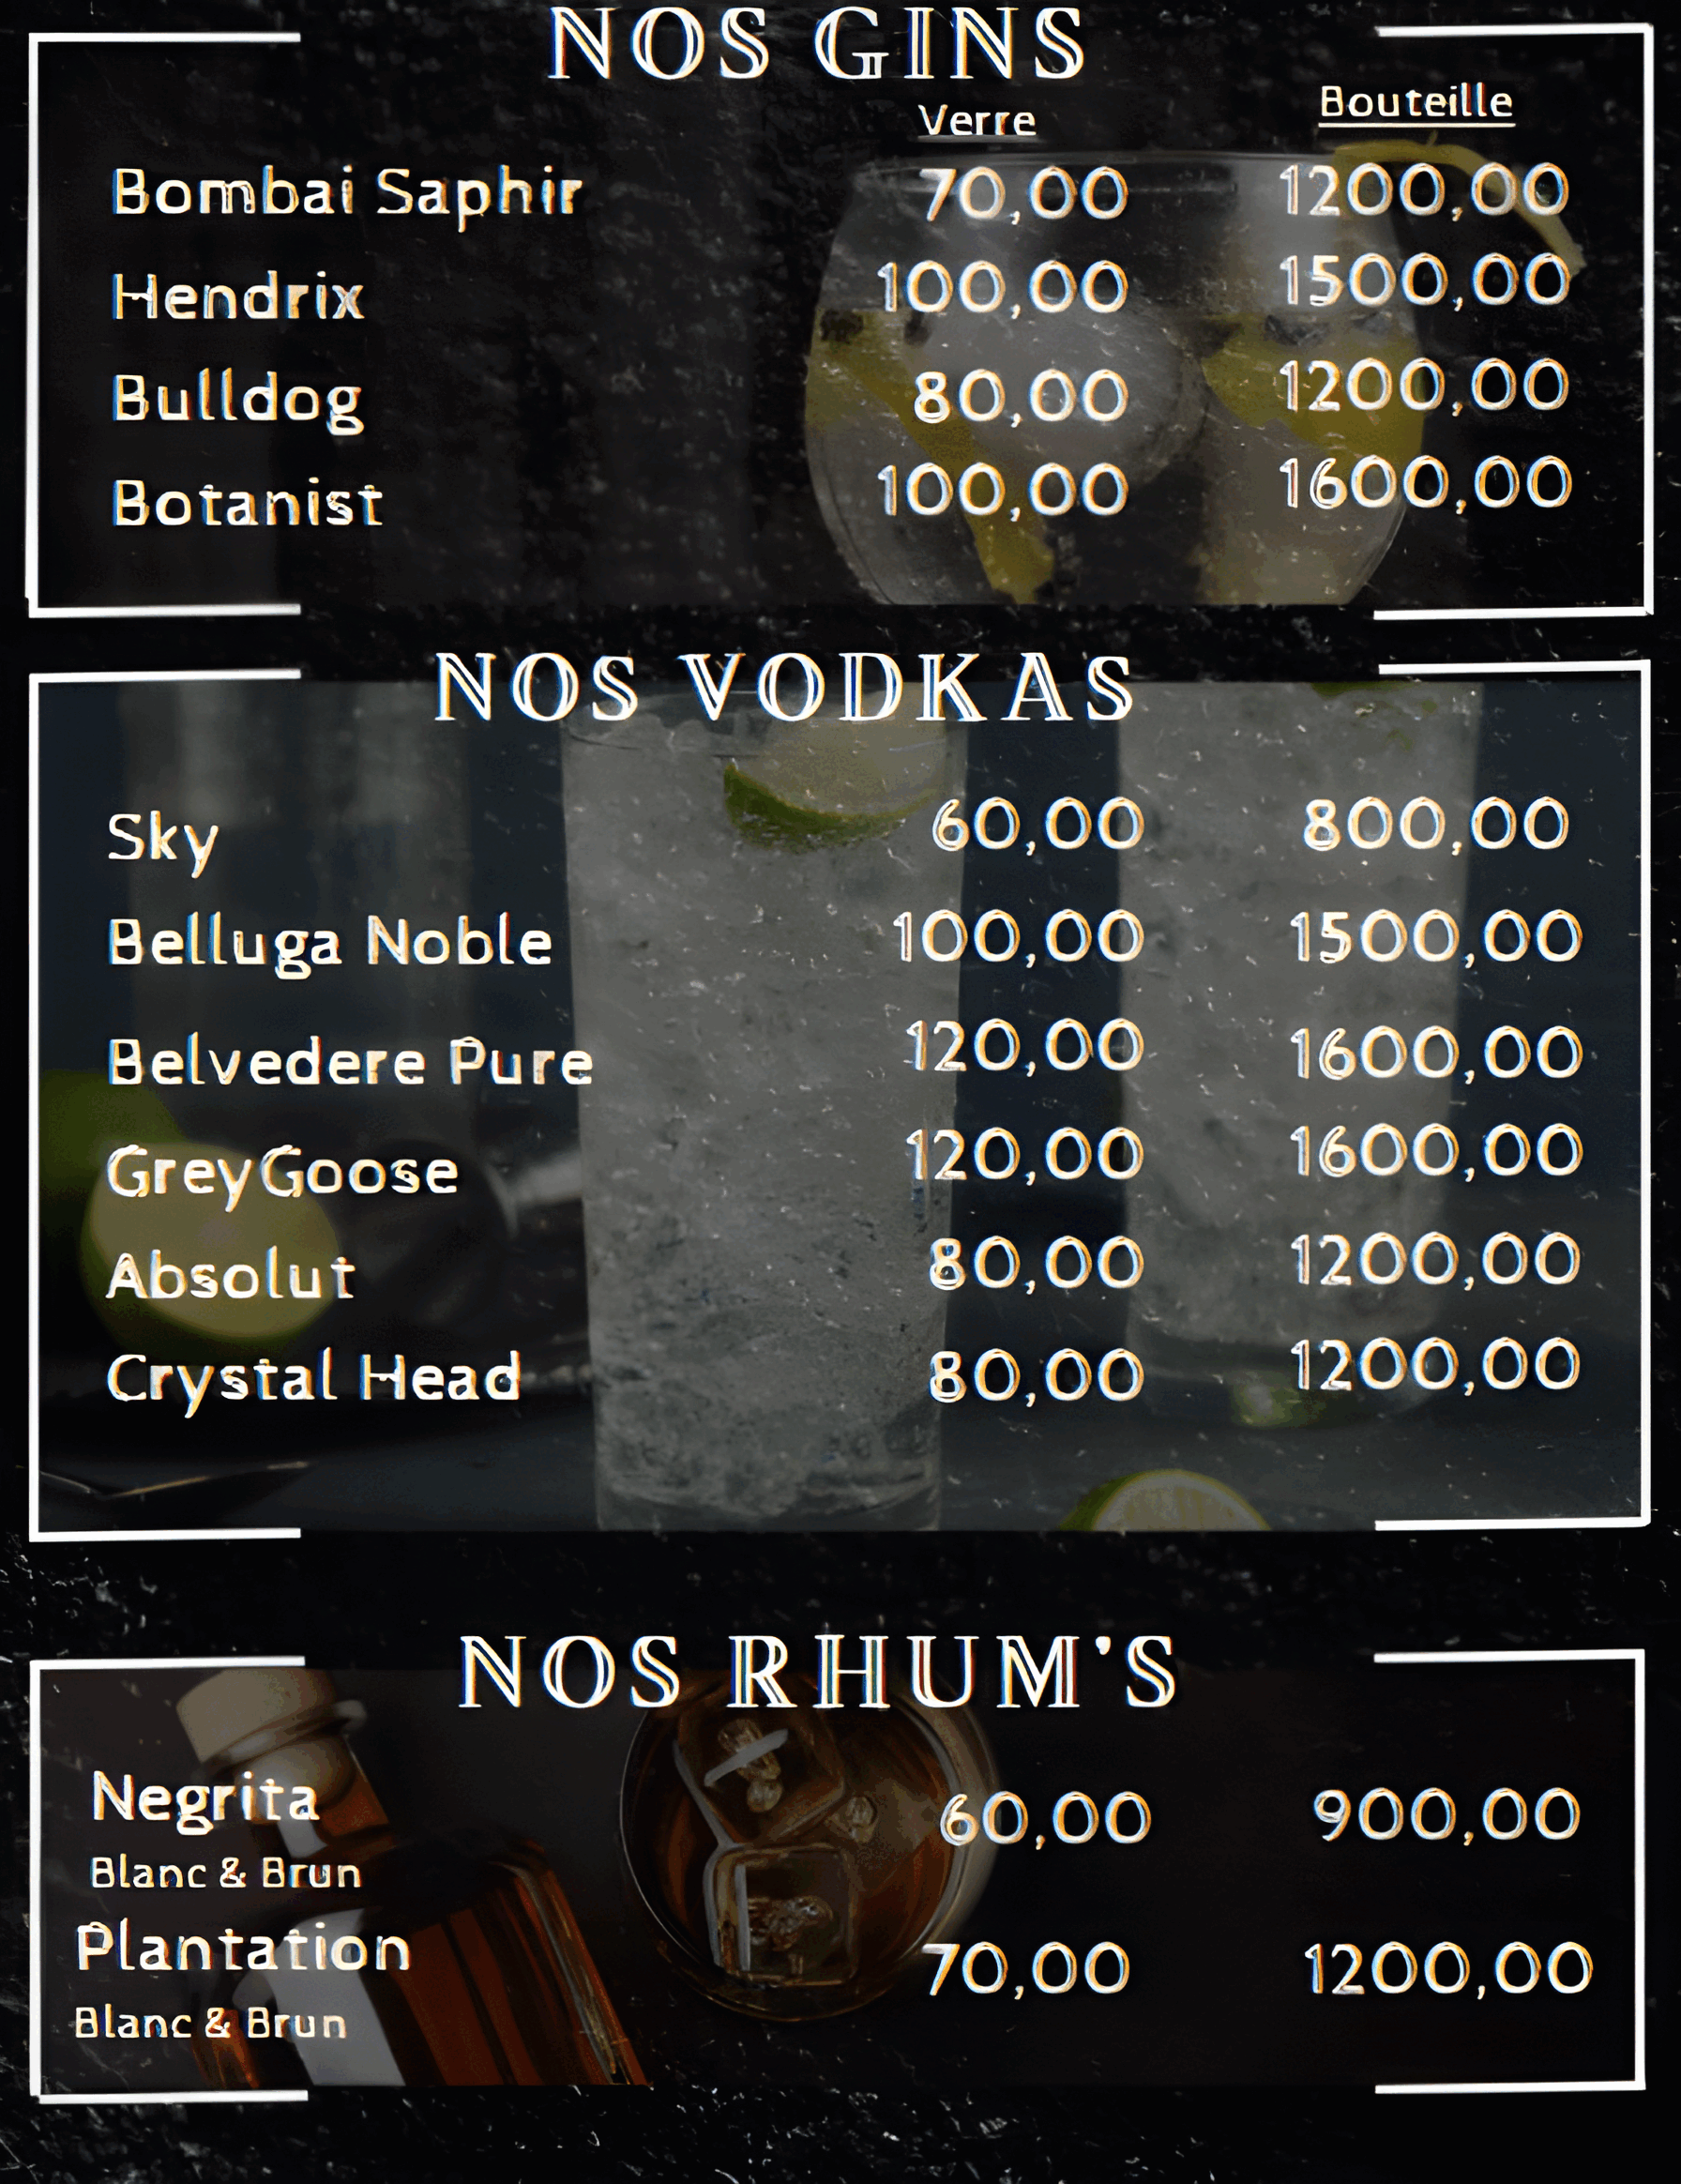 NOS GINS
Verre Bouteille
Bombai Saphir 70,00 1200,00
Hendrix 100,00 1500,00
Bulldog 80,00 1200,00
Botanist 100,00 1600,00
NOS VODKAS
Sky 60,00 800,00
Belluga Noble 100,00 1500,00
Belvedere Pure 120,00 1600,00
GreyGoose 120,00 1600,00
Absolut 80,00 1200,00
Crystal Head 80,00 1200,00
NOS RHUM'S
Negrita 60,00 900,00
Blanc & Brun
Plantation 70,00 1200,00
Blanc & Brun